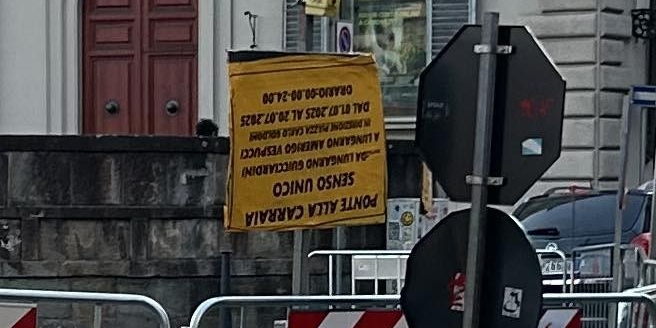 PONTE ALLA CARRAIA
SENSO UNICO
DA LUNGARNO GUICCIARDINI
A LUNGARNO AMERIGO VESPUCCI
IN DIREZIONE PIAZZA CARLO GOLDONI
DAL 01.07.2025 AL 20.07.2025
ORARIO:00.00-24.00